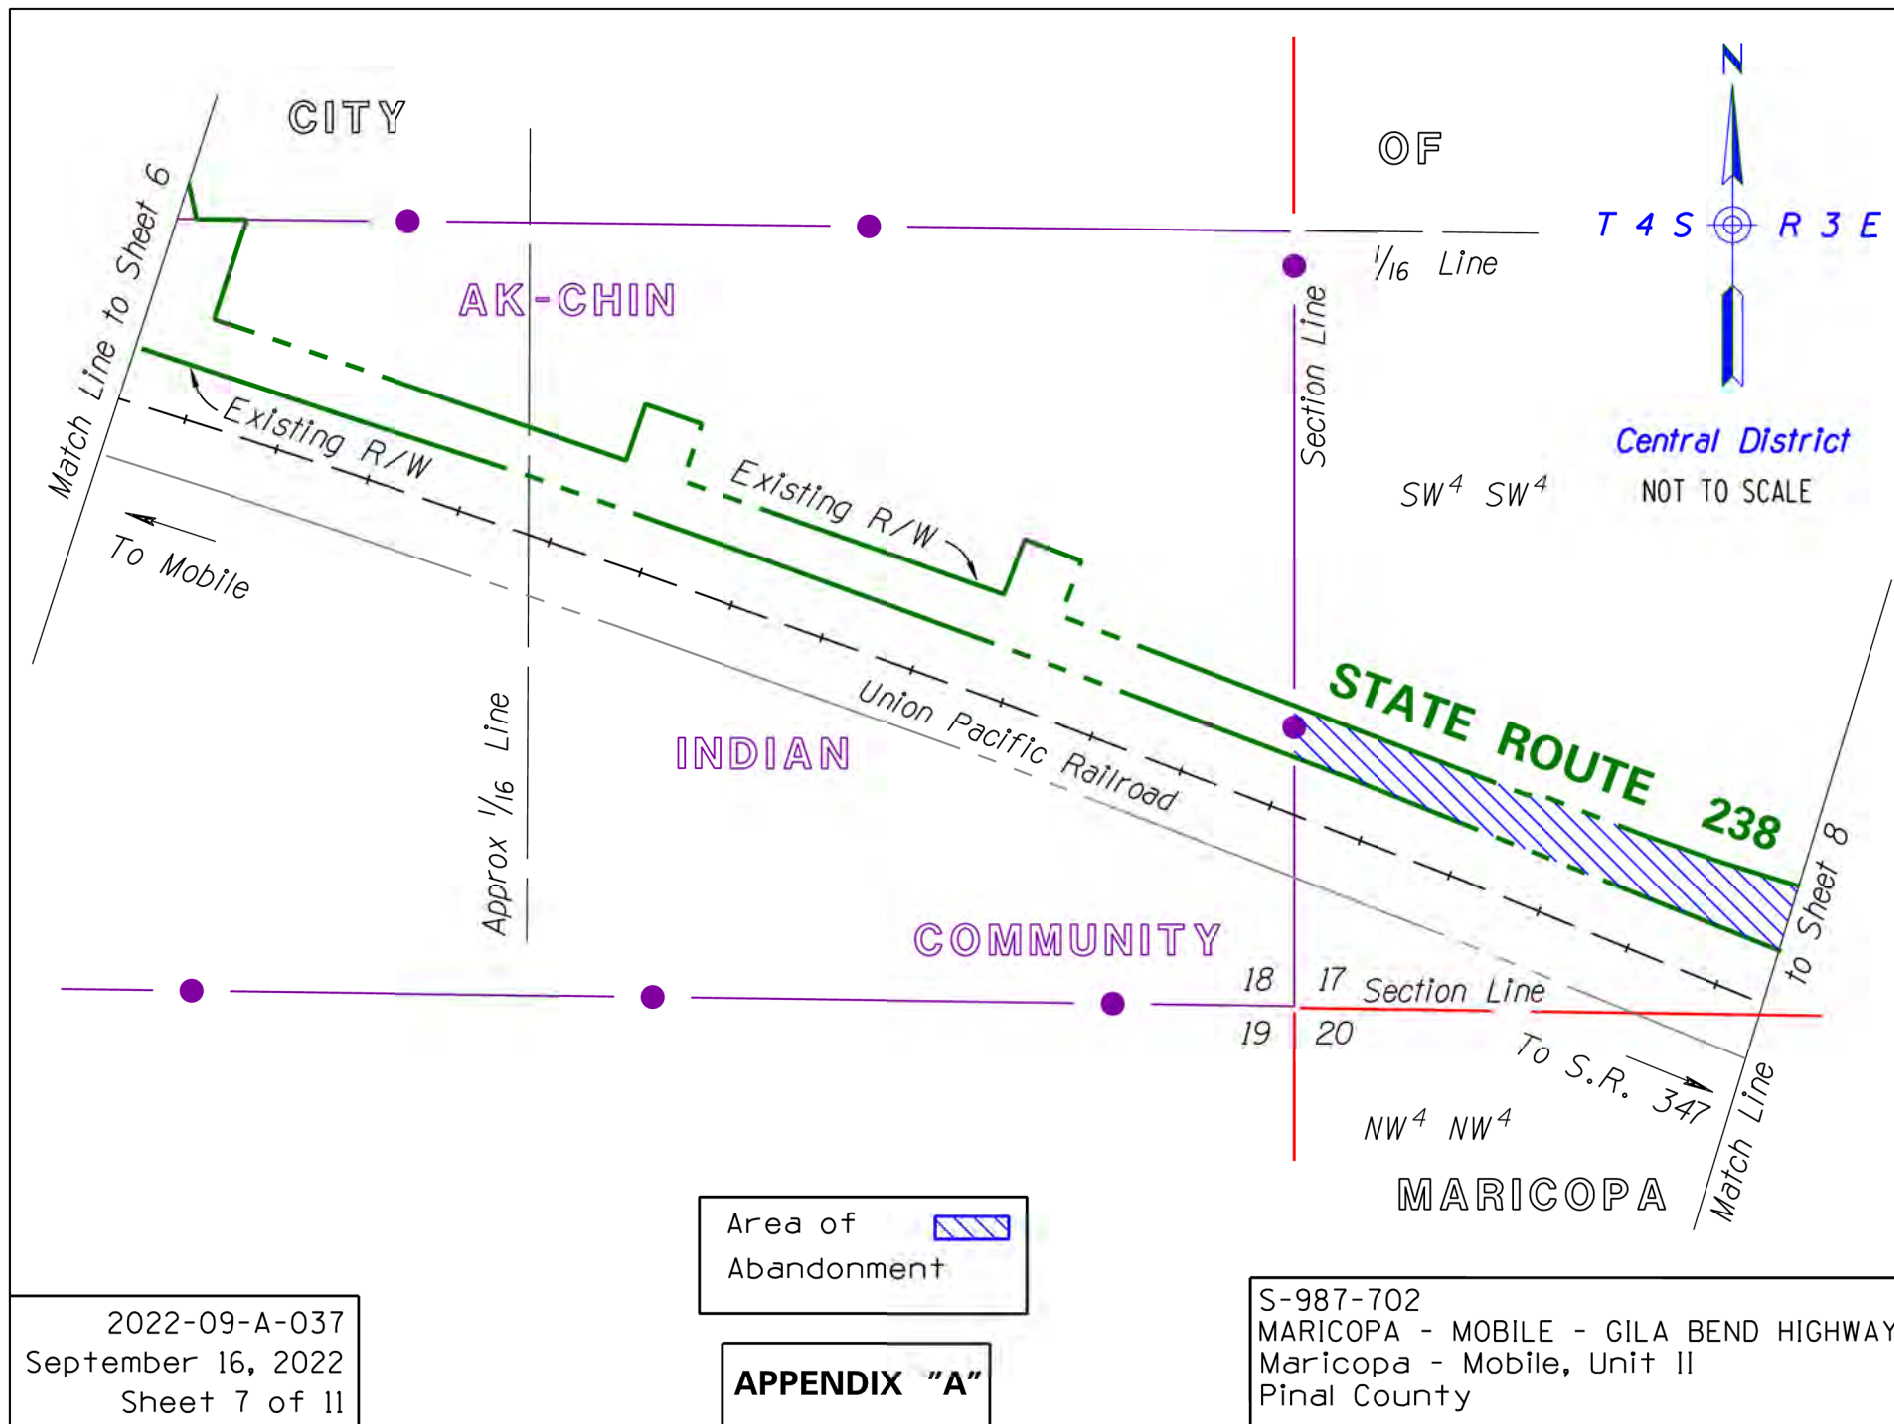 CITY
OF
N
T 4 S R 3 E
1/16 Line
Match Line to Sheet 6
AK-CHIN
Section Line
Central District
NOT TO SCALE
Existing R/W
Existing R/W
SW4 SW4
To Mobile
STATE ROUTE 238
Union Pacific Railroad
INDIAN
Approx 1/16 Line
COMMUNITY
18 17 Section Line
19 20
Match Line to Sheet 8
To S.R. 347
NW4 NW4
MARICOPA
Area of
Abandonment
2022-09-A-037
September 16, 2022
Sheet 7 of 11
APPENDIX "A"
S-987-702
MARICOPA - MOBILE - GILA BEND HIGHWAY
Maricopa - Mobile, Unit II
Pinal County